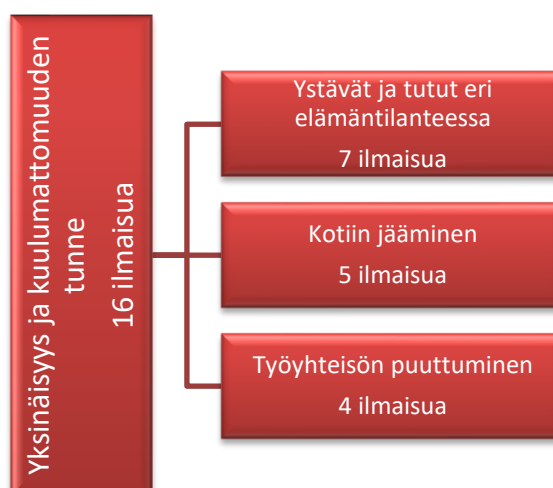 Yksinäisyys ja kuulumattomuuden
tunne
16 ilmaisua
Ystävät ja tutut eri
elämäntilanteessa
7 ilmaisua
Kotiin jääminen
5 ilmaisua
Työyhteisön puuttuminen
4 ilmaisua